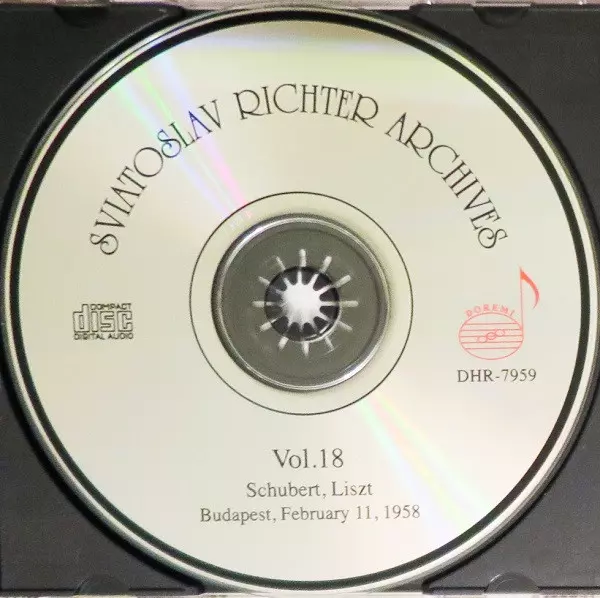 SVIATOSLAV RICHTER ARCHIVES
COMPACT
disc
DIGITAL AUDIO
DOREMI
DHR-7959
Vol.18
Schubert, Liszt
Budapest, February 11, 1958